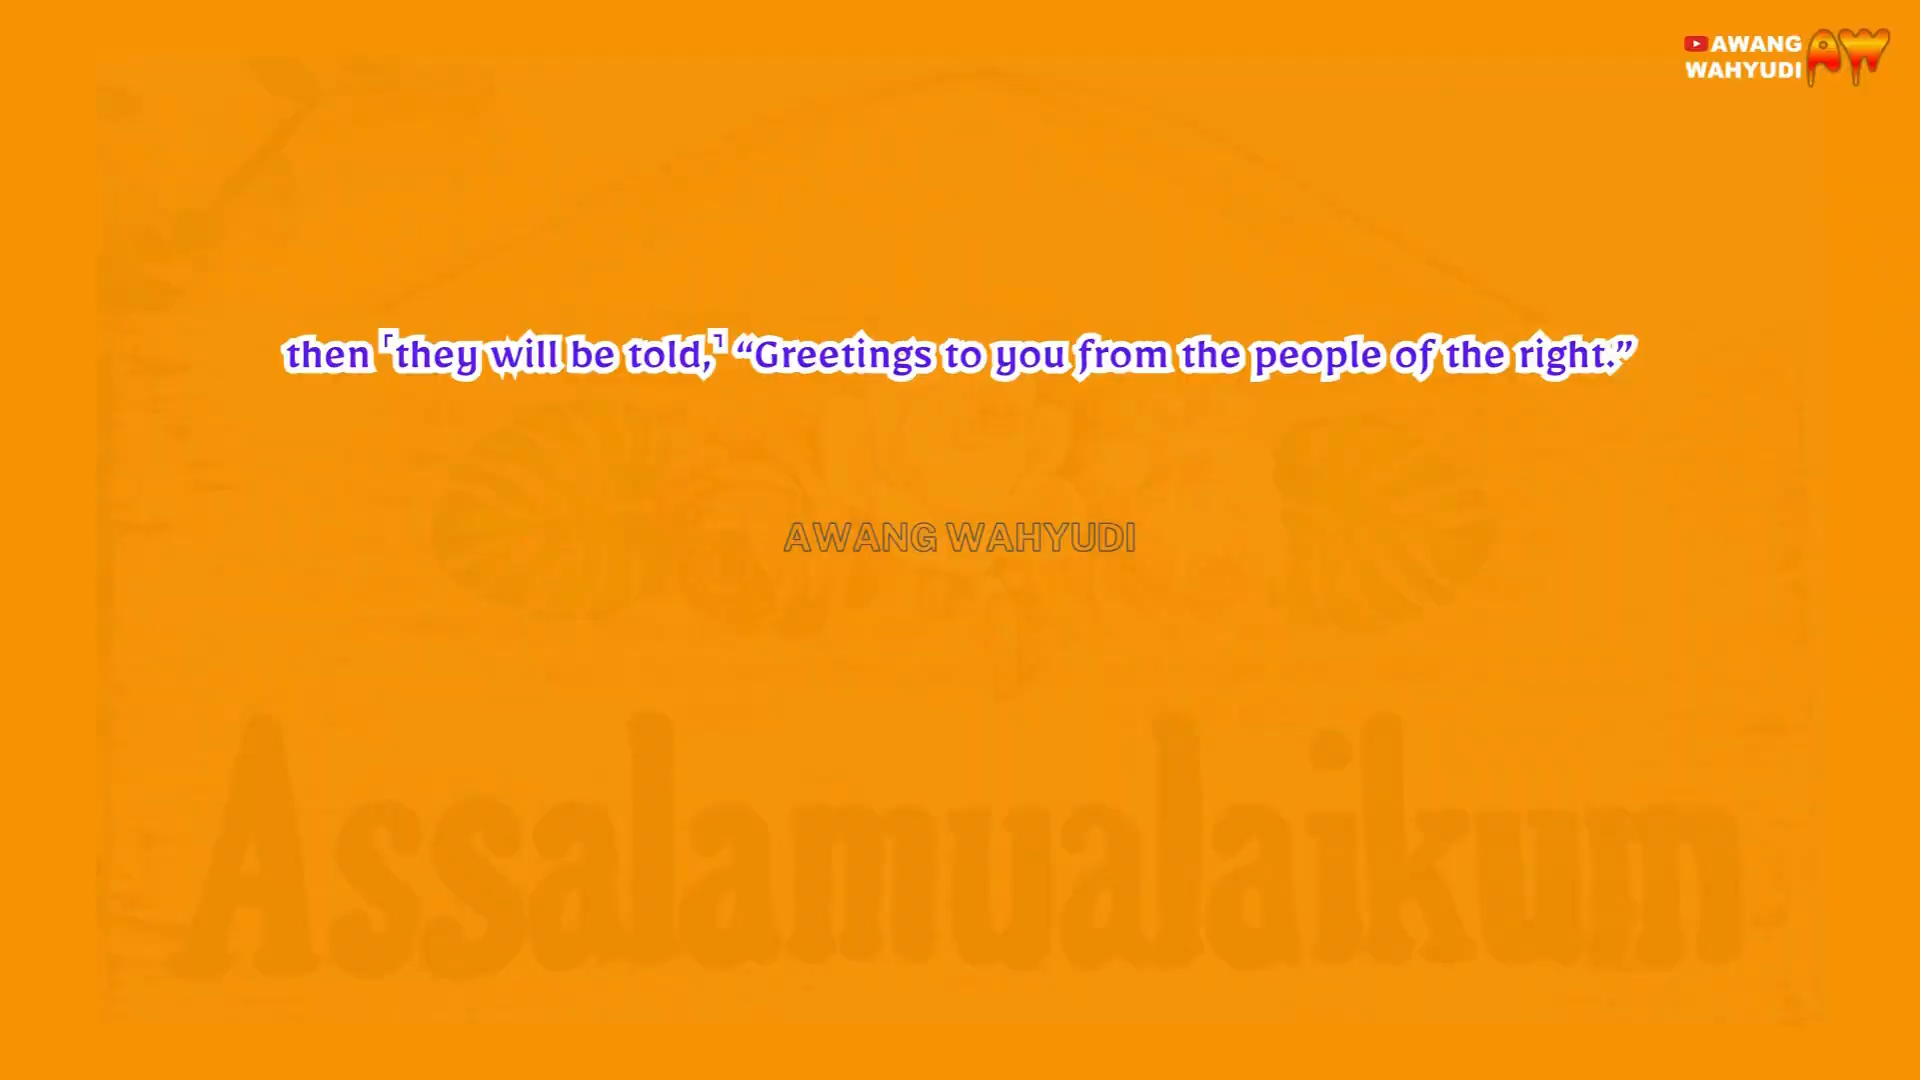 AWANG
WAHYUDI
AW
then ⸢they will be told,⸣ “Greetings to you from the people of the right.”
AWANG WAHYUDI
Assalamualaikum